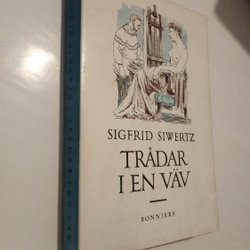 SIGFRID SIWERTZ
TRÅDAR
I EN VÄV
BONNIERS